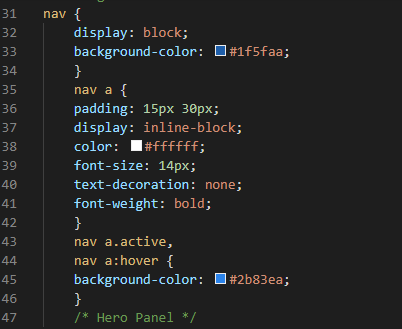 31 nav {
32 display: block;
33 background-color: #1f5faa;
34 }
35 nav a {
36 padding: 15px 30px;
37 display: inline-block;
38 color: #ffffff;
39 font-size: 14px;
40 text-decoration: none;
41 font-weight: bold;
42 }
43 nav a.active,
44 nav a:hover {
45 background-color: #2b83ea;
46 }
47 /* Hero Panel */